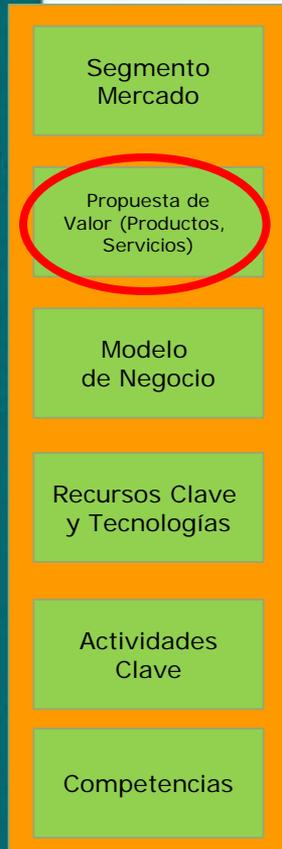 Segmento
Mercado
Propuesta de
Valor (Productos,
Servicios)
Modelo
de Negocio
Recursos Clave
y Tecnologías
Actividades
Clave
Competencias